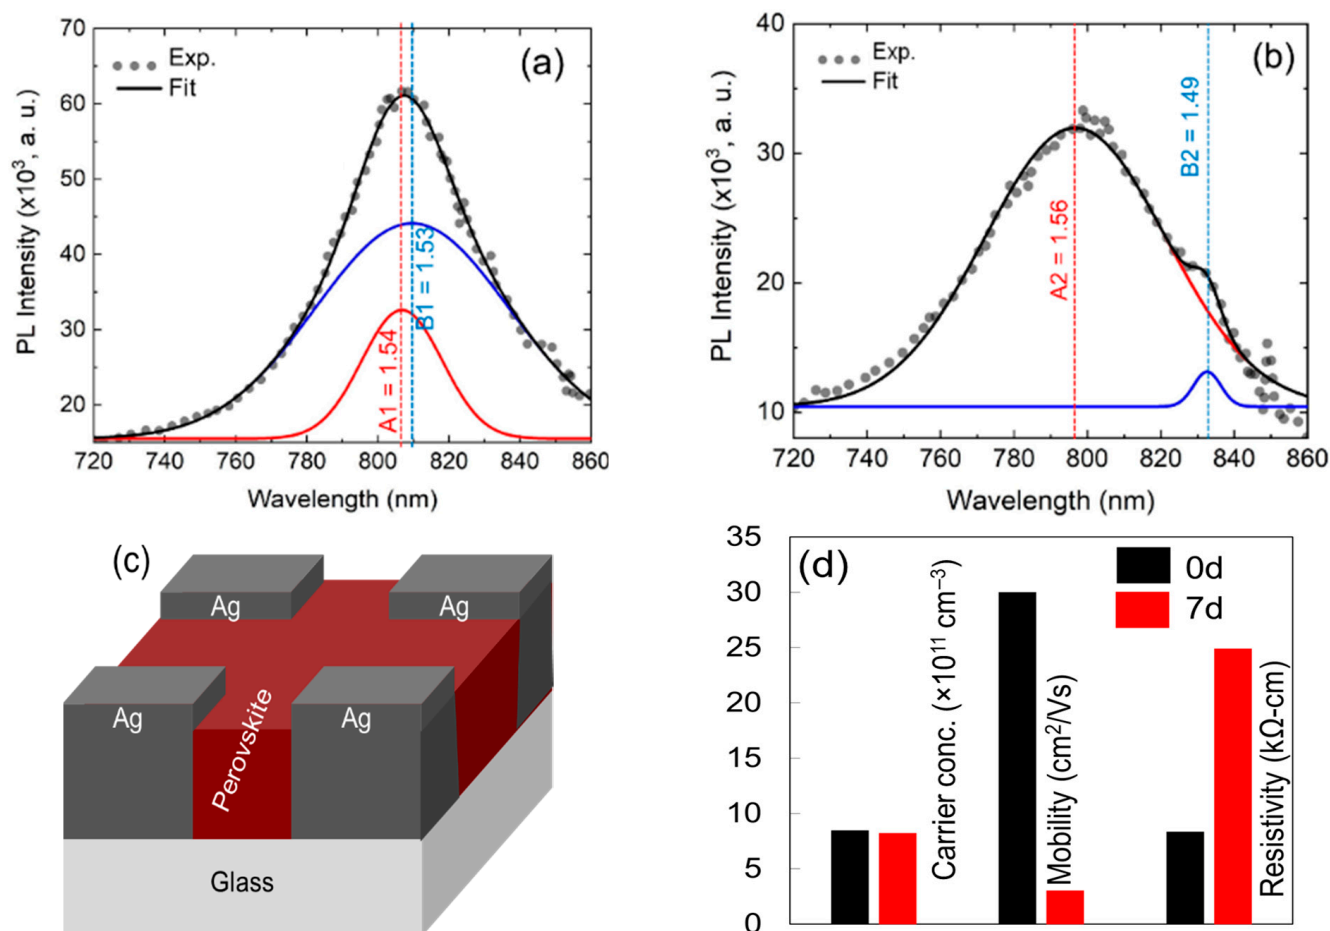 (a)
Exp.
Fit
PL Intensity (x10³, a. u.)
70
60
50
40
30
20
A1 = 1.54
B1 = 1.53
720 740 760 780 800 820 840 860
Wavelength (nm)
(b)
Exp.
Fit
PL Intensity (x10³, a. u.)
40
30
20
10
A2 = 1.56
B2 = 1.49
720 740 760 780 800 820 840 860
Wavelength (nm)
(c)
Ag
Ag
Ag
Ag
Perovskite
Glass
(d)
0d
7d
35
30
25
20
15
10
5
0
Carrier conc. (×10¹¹ cm⁻³)
Mobility (cm²/Vs)
Resistivity (kΩ-cm)